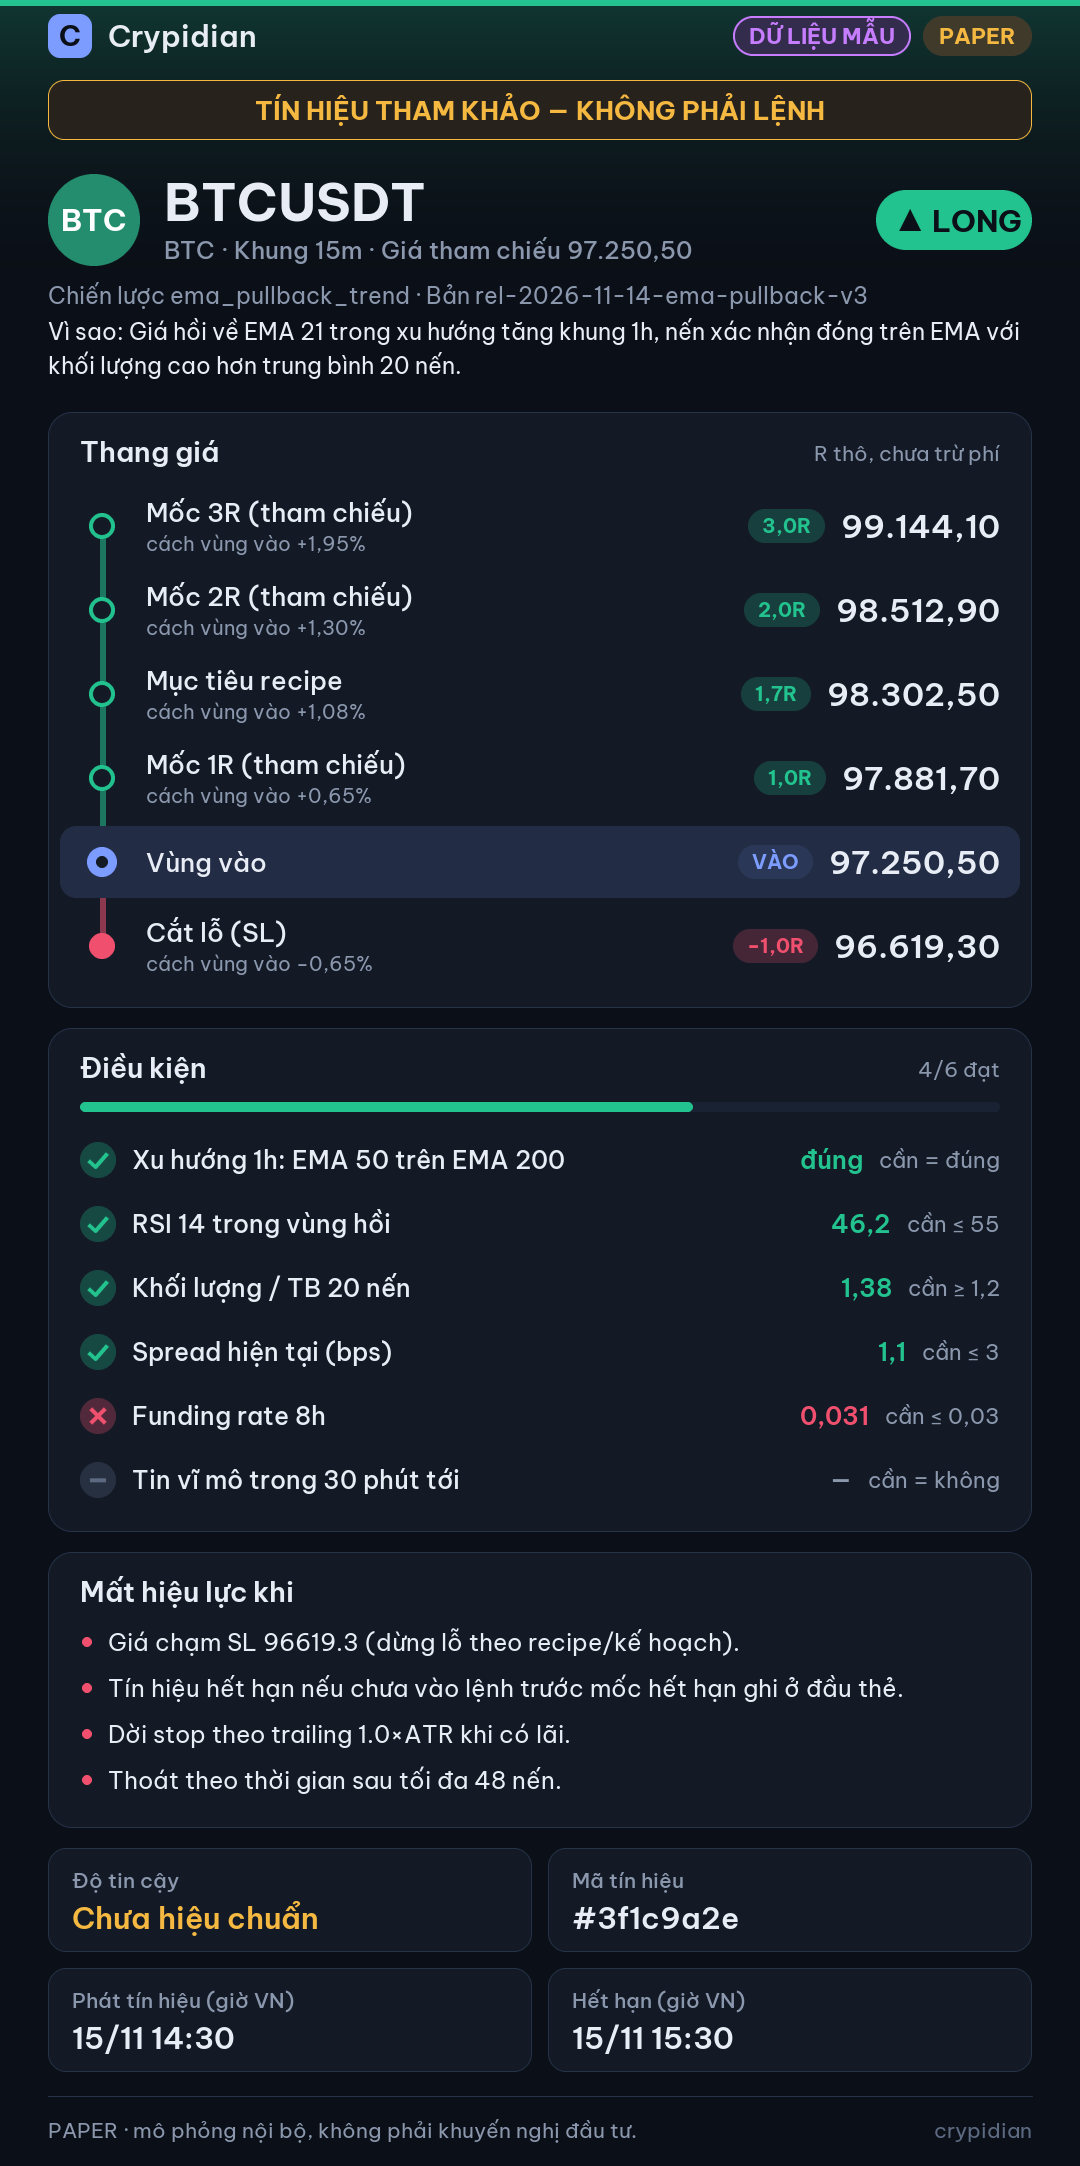 C Crypidian DỮ LIỆU MẪU PAPER
TÍN HIỆU THAM KHẢO — KHÔNG PHẢI LỆNH
BTC BTCUSDT ▲ LONG
BTC · Khung 15m · Giá tham chiếu 97.250,50
Chiến lược ema_pullback_trend · Bản rel-2026-11-14-ema-pullback-v3
Vì sao: Giá hồi về EMA 21 trong xu hướng tăng khung 1h, nến xác nhận đóng trên EMA với
khối lượng cao hơn trung bình 20 nến.
Thang giá R thô, chưa trừ phí
Mốc 3R (tham chiếu) 3,0R 99.144,10
cách vùng vào +1,95%
Mốc 2R (tham chiếu) 2,0R 98.512,90
cách vùng vào +1,30%
Mục tiêu recipe 1,7R 98.302,50
cách vùng vào +1,08%
Mốc 1R (tham chiếu) 1,0R 97.881,70
cách vùng vào +0,65%
Vùng vào VÀO 97.250,50
Cắt lỗ (SL) -1,0R 96.619,30
cách vùng vào -0,65%
Điều kiện 4/6 đạt
Xu hướng 1h: EMA 50 trên EMA 200 đúng cần = đúng
RSI 14 trong vùng hồi 46,2 cần ≤ 55
Khối lượng / TB 20 nến 1,38 cần ≥ 1,2
Spread hiện tại (bps) 1,1 cần ≤ 3
Funding rate 8h 0,031 cần ≤ 0,03
Tin vĩ mô trong 30 phút tới — cần = không
Mất hiệu lực khi
• Giá chạm SL 96619.3 (dừng lỗ theo recipe/kế hoạch).
• Tín hiệu hết hạn nếu chưa vào lệnh trước mốc hết hạn ghi ở đầu thẻ.
• Dời stop theo trailing 1.0×ATR khi có lãi.
• Thoát theo thời gian sau tối đa 48 nến.
Độ tin cậy Mã tín hiệu
Chưa hiệu chuẩn #3f1c9a2e
Phát tín hiệu (giờ VN) Hết hạn (giờ VN)
15/11 14:30 15/11 15:30
PAPER · mô phỏng nội bộ, không phải khuyến nghị đầu tư. crypidian